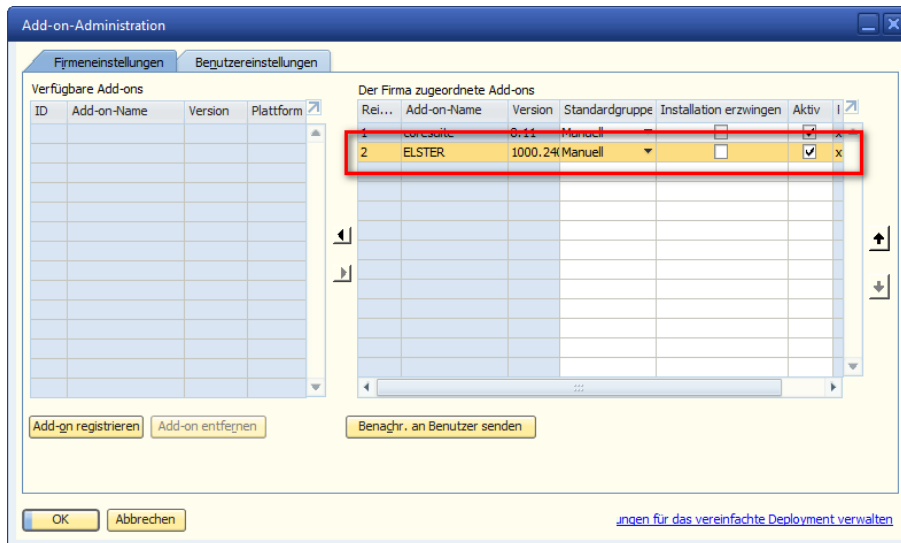 Add-on-Administration
Firmeneinstellungen Benutzereinstellungen
Verfügbare Add-ons Der Firma zugeordnete Add-ons
ID Add-on-Name Version Plattform Rei... Add-on-Name Version Standardgruppe Installation erzwingen Aktiv
1 coresuite Manuell x
2 ELSTER 1000.24 Manuell x
Add-on registrieren Add-on entfernen Benachr. an Benutzer senden
OK Abbrechen ungen für das vereinfachte Deployment verwalten